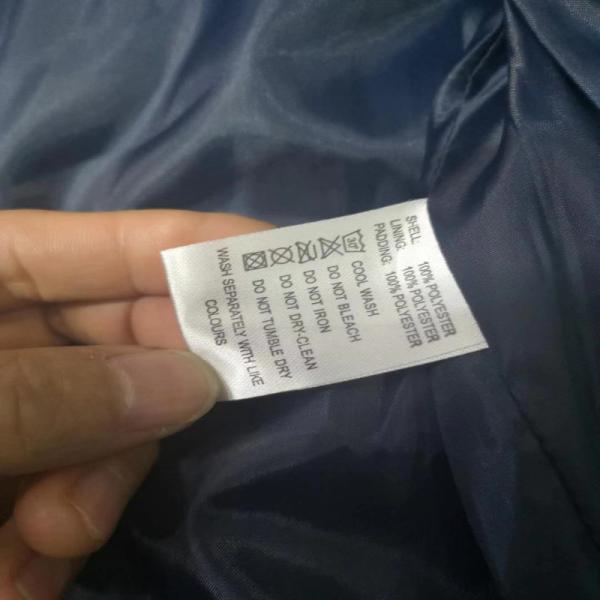 SHELL: 100% POLYESTER
LINING: 100% POLYESTER
PADDING: 100% POLYESTER
30° COOL WASH
DO NOT BLEACH
DO NOT IRON
DO NOT DRY-CLEAN
DO NOT TUMBLE DRY
WASH SEPARATELY WITH LIKE
COLOURS